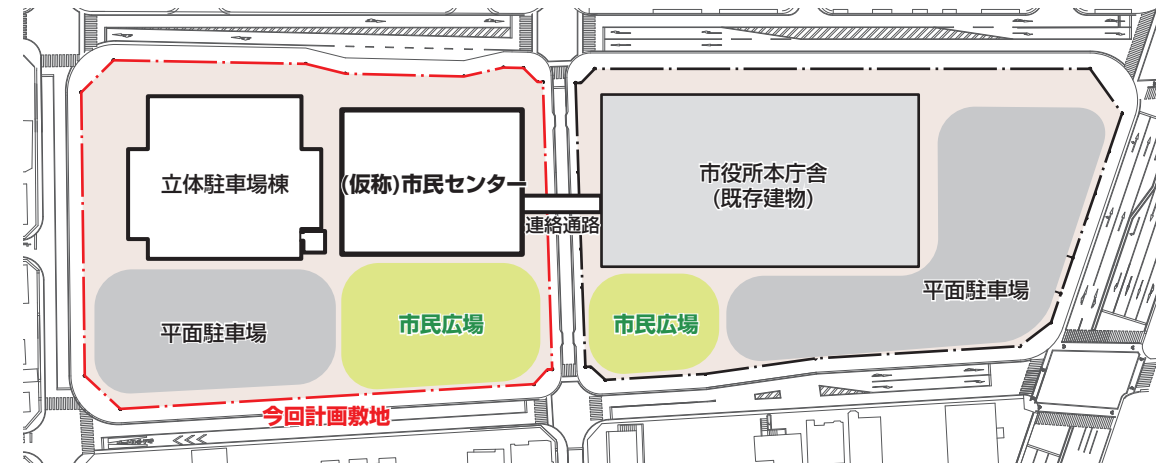 立体駐車場棟
(仮称)市民センター
市役所本庁舎
(既存建物)
連絡通路
平面駐車場
平面駐車場
市民広場
市民広場
今回計画敷地